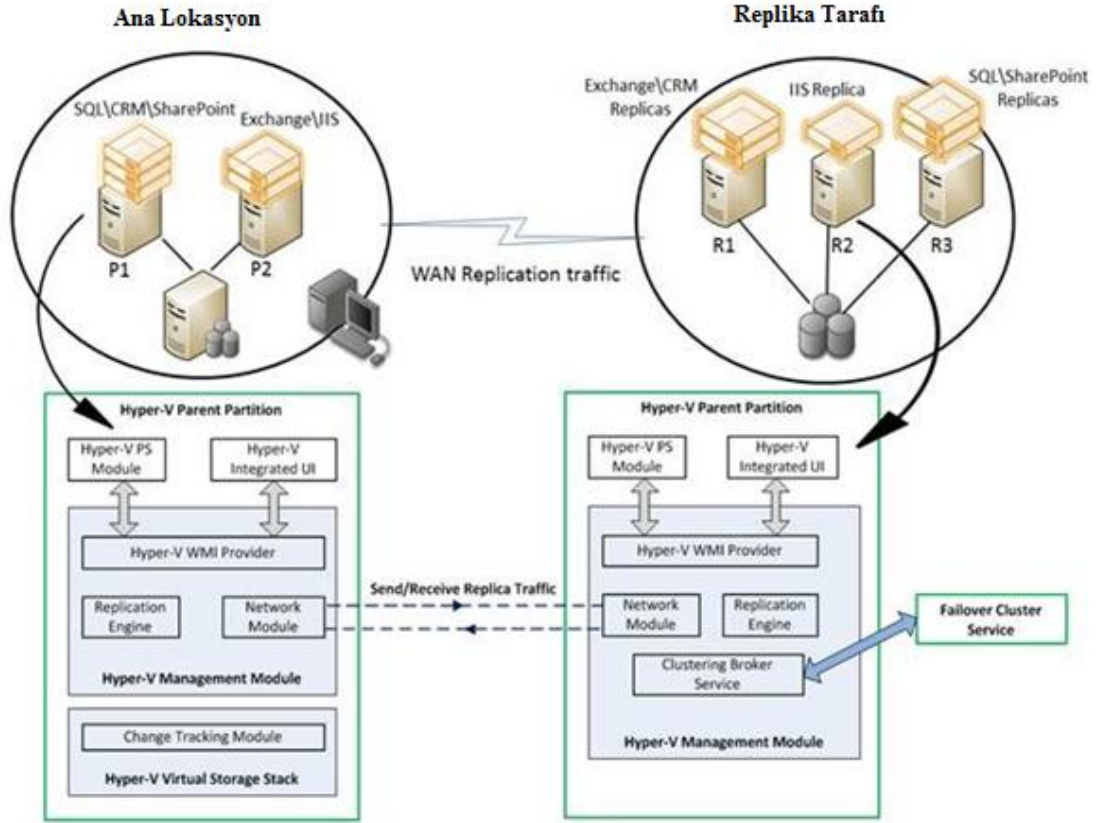 Ana Lokasyon
Replika Tarafı
SQL\CRM\SharePoint
Exchange\IIS
P1
P2
WAN Replication traffic
Exchange\CRM
Replicas
IIS Replica
SQL\SharePoint
Replicas
R1
R2
R3
Hyper-V Parent Partition
Hyper-V PS
Module
Hyper-V
Integrated UI
Hyper-V WMI Provider
Replication
Engine
Network
Module
Hyper-V Management Module
Change Tracking Module
Hyper-V Virtual Storage Stack
Send/Receive Replica Traffic
Hyper-V Parent Partition
Hyper-V PS
Module
Hyper-V
Integrated UI
Hyper-V WMI Provider
Network
Module
Replication
Engine
Clustering Broker
Service
Hyper-V Management Module
Failover Cluster
Service